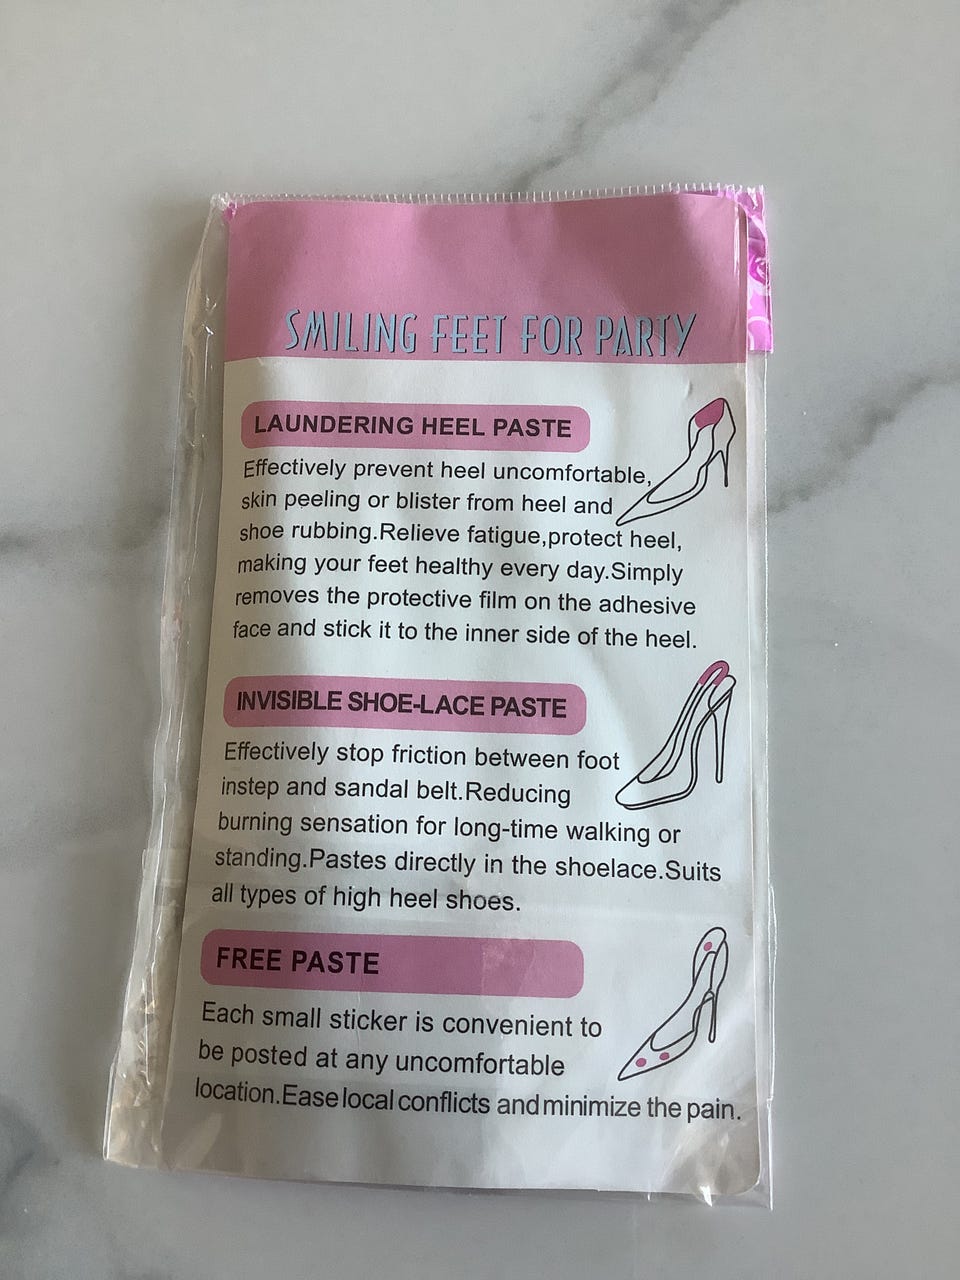 SMILING FEET FOR PARTY
LAUNDERING HEEL PASTE
Effectively prevent heel uncomfortable,
skin peeling or blister from heel and
shoe rubbing.Relieve fatigue,protect heel,
making your feet healthy every day.Simply
removes the protective film on the adhesive
face and stick it to the inner side of the heel.
INVISIBLE SHOE-LACE PASTE
Effectively stop friction between foot
instep and sandal belt.Reducing
burning sensation for long-time walking or
standing.Pastes directly in the shoelace.Suits
all types of high heel shoes.
FREE PASTE
Each small sticker is convenient to
be posted at any uncomfortable
location.Ease local conflicts and minimize the pain.